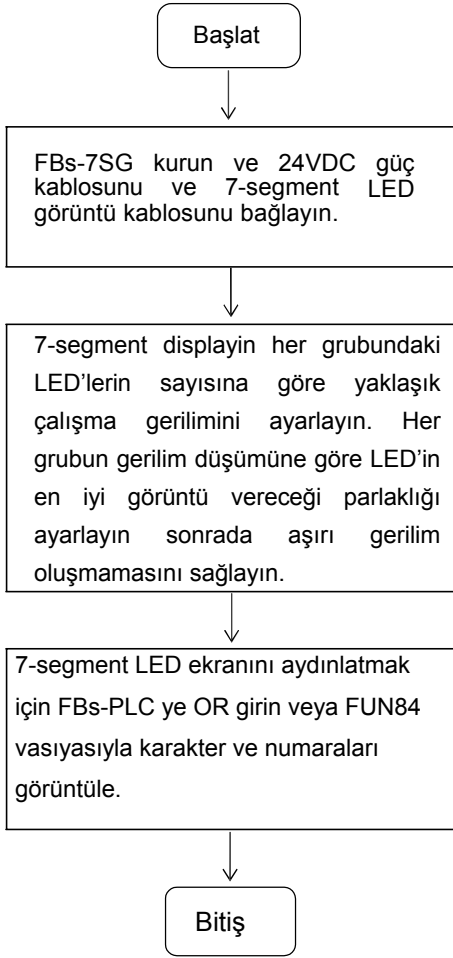 Başlat
FBs-7SG kurun ve 24VDC güç
kablosunu ve 7-segment LED
görüntü kablosunu bağlayın.
7-segment displayin her grubundaki
LED’lerin sayısına göre yaklaşık
çalışma gerilimini ayarlayın. Her
grubun gerilim düşümüne göre LED’in
en iyi görüntü vereceği parlaklığı
ayarlayın sonrada aşırı gerilim
oluşmamasını sağlayın.
7-segment LED ekranını aydınlatmak
için FBs-PLC ye OR girin veya FUN84
vasıyasıyla karakter ve numaraları
görüntüle.
Bitiş